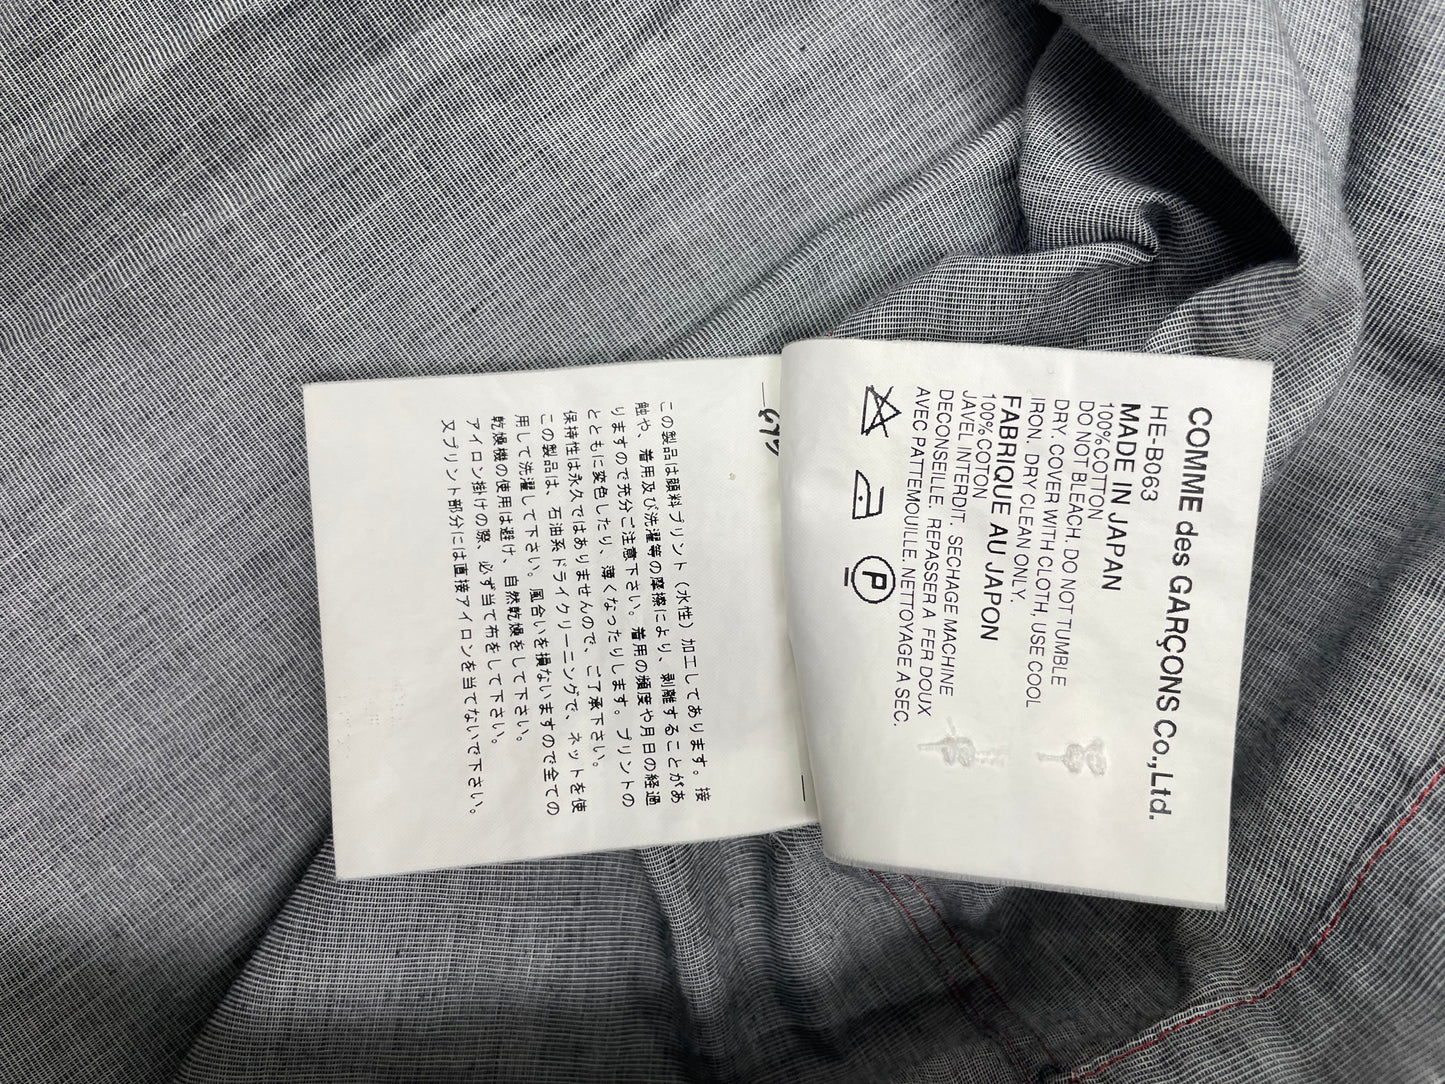 COMME des GARÇONS Co.,Ltd.
HE-B063
MADE IN JAPAN
100%COTTON
DO NOT BLEACH, DO NOT TUMBLE
DRY. COVER WITH CLOTH, USE COOL
IRON. DRY CLEAN ONLY.
FABRIQUE AU JAPON
100%COTON
JAVEL INTERDIT. SECHAGE MACHINE
DECONSEILLE. REPASSER A FER DOUX
AVEC PATTEMOUILLE. NETTOYAGE A SEC.
P
この製品は顔料プリント(水性)加工してあります。接
触や、着用及び洗濯等の摩擦により、剥離することがあ
りますので充分ご注意下さい。着用の頻度や月日の経過
とともに変色したり、薄くなったりします。プリントの
保持性は永久ではありませんので、ご了承下さい。
この製品は、石油系ドライクリーニングで、ネットを使
用して洗濯して下さい。風合いを損ないますので全ての
乾燥機の使用は避け、自然乾燥をして下さい。
アイロン掛けの際、必ず当て布をして下さい。
又プリント部分には直接アイロンを当てないで下さい。